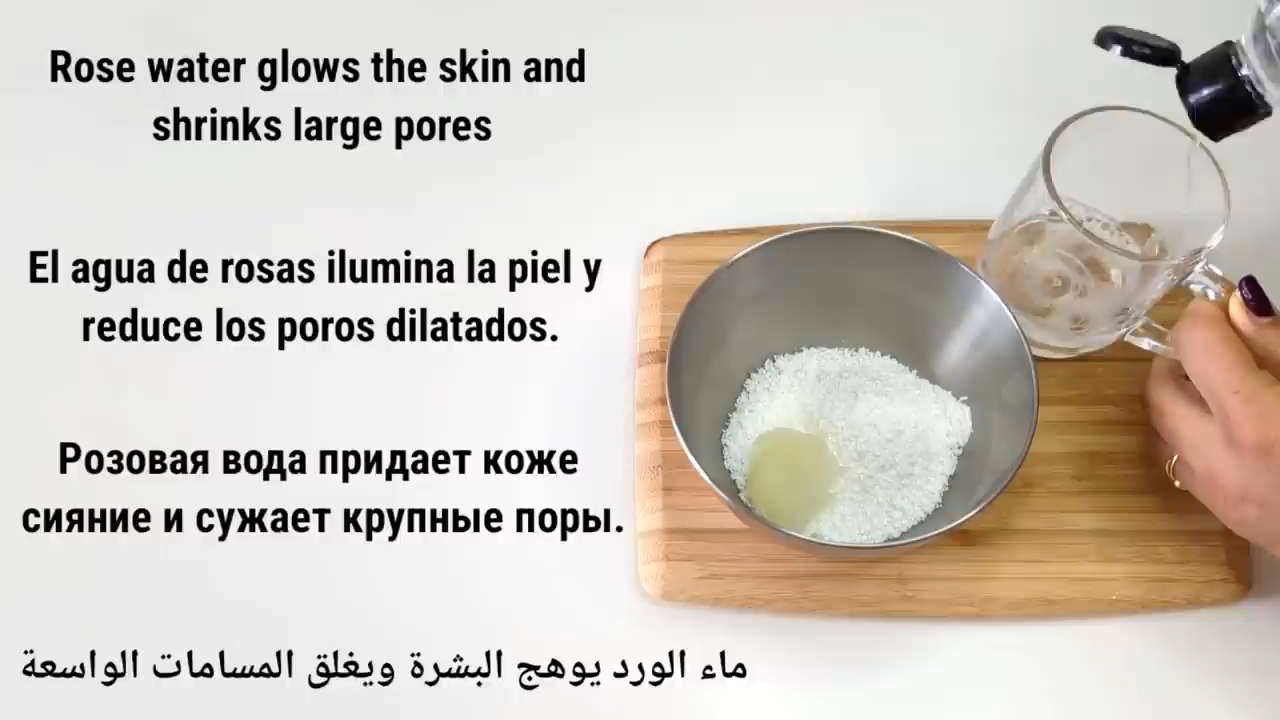 Rose water glows the skin and
shrinks large pores
El agua de rosas ilumina la piel y
reduce los poros dilatados.
Розовая вода придает коже
сияние и сужает крупные поры.
ماء الورد يوهج البشرة ويغلق المسامات الواسعة